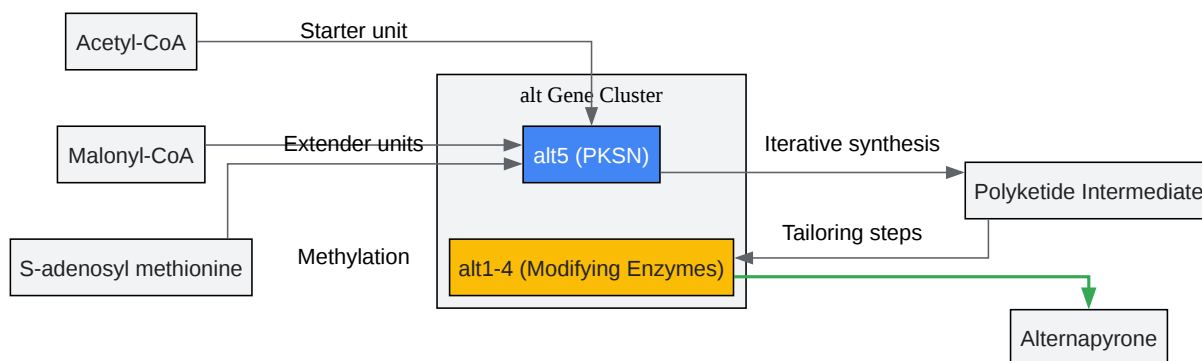 Acetyl-CoA
Starter unit
alt Gene Cluster
Malonyl-CoA
Extender units
alt5 (PKSN)
Iterative synthesis
Polyketide Intermediate
S-adenosyl methionine
Methylation
alt1-4 (Modifying Enzymes)
Tailoring steps
Alternapyrone